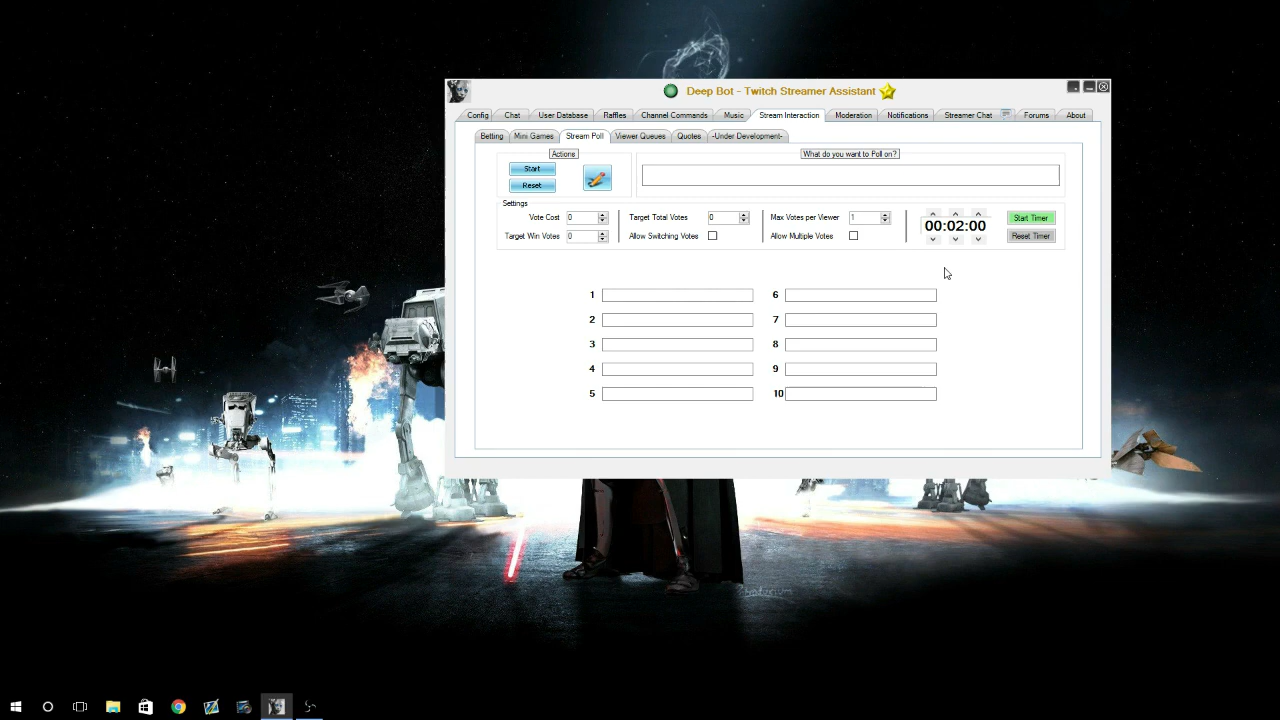 Deep Bot - Twitch Streamer Assistant
Config Chat User Database Raffles Channel Commands Music Stream Interaction Moderation Notifications Streamer Chat Forums About
Betting Mini Games Stream Poll Viewer Queues Quotes -Under Development-
Actions What do you want to Poll on?
Start
Reset
Settings
Vote Cost 0 Target Total Votes 0 Max Votes per Viewer 1 00:02:00 Start Timer
Target Win Votes 0 Allow Switching Votes Allow Multiple Votes Reset Timer
1 6
2 7
3 8
4 9
5 10